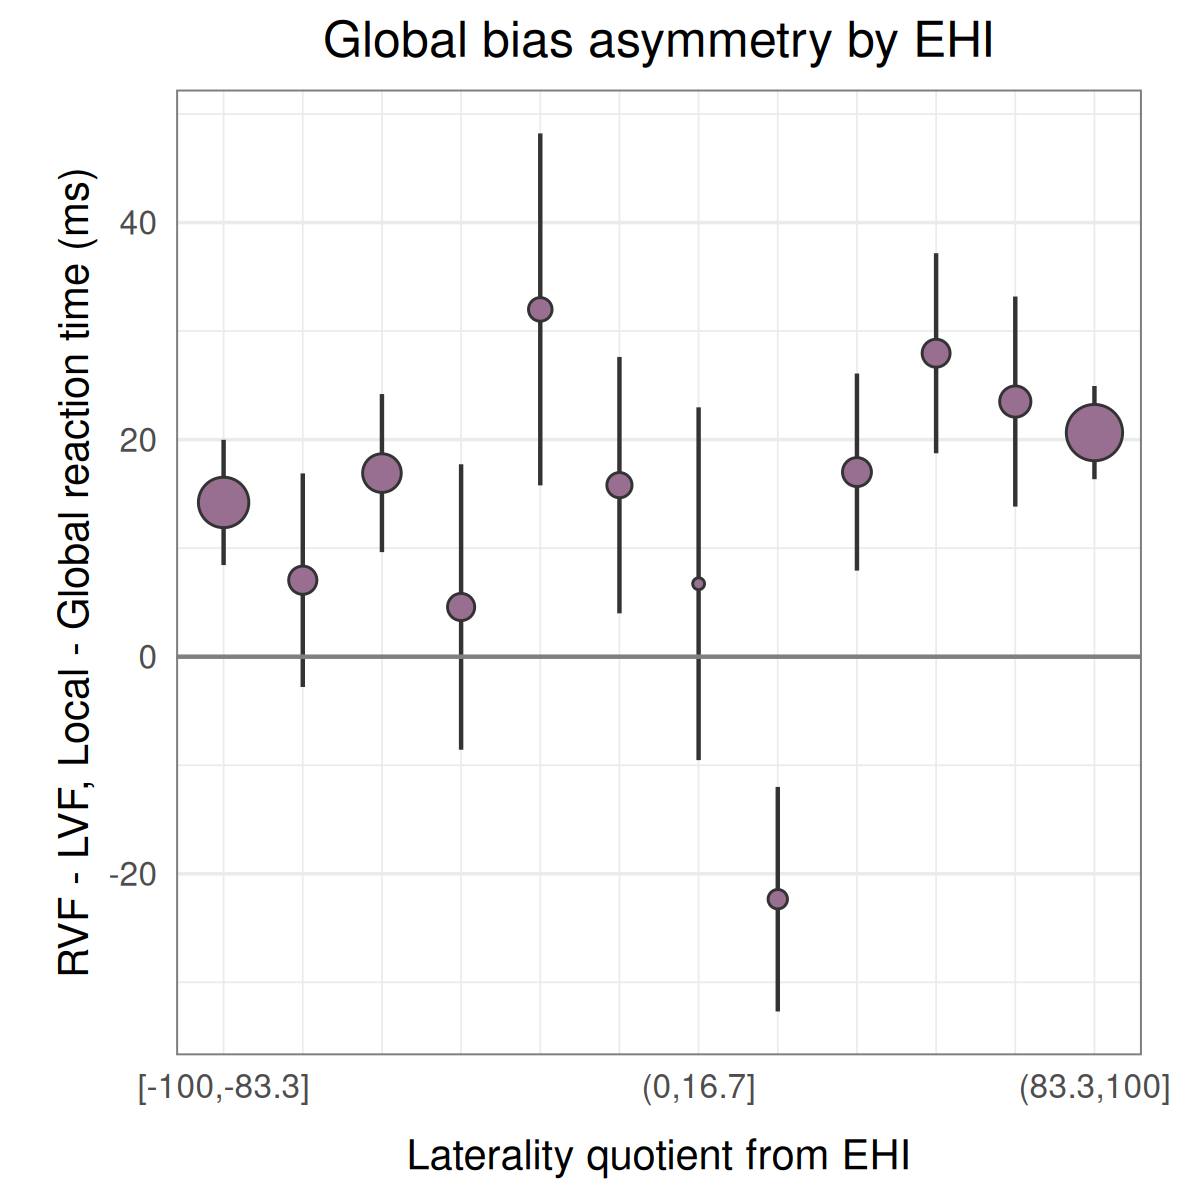 Global bias asymmetry by EHI
RVF - LVF, Local - Global reaction time (ms)
40
20
0
-20
[-100,-83.3]
(0,16.7]
(83.3,100]
Laterality quotient from EHI